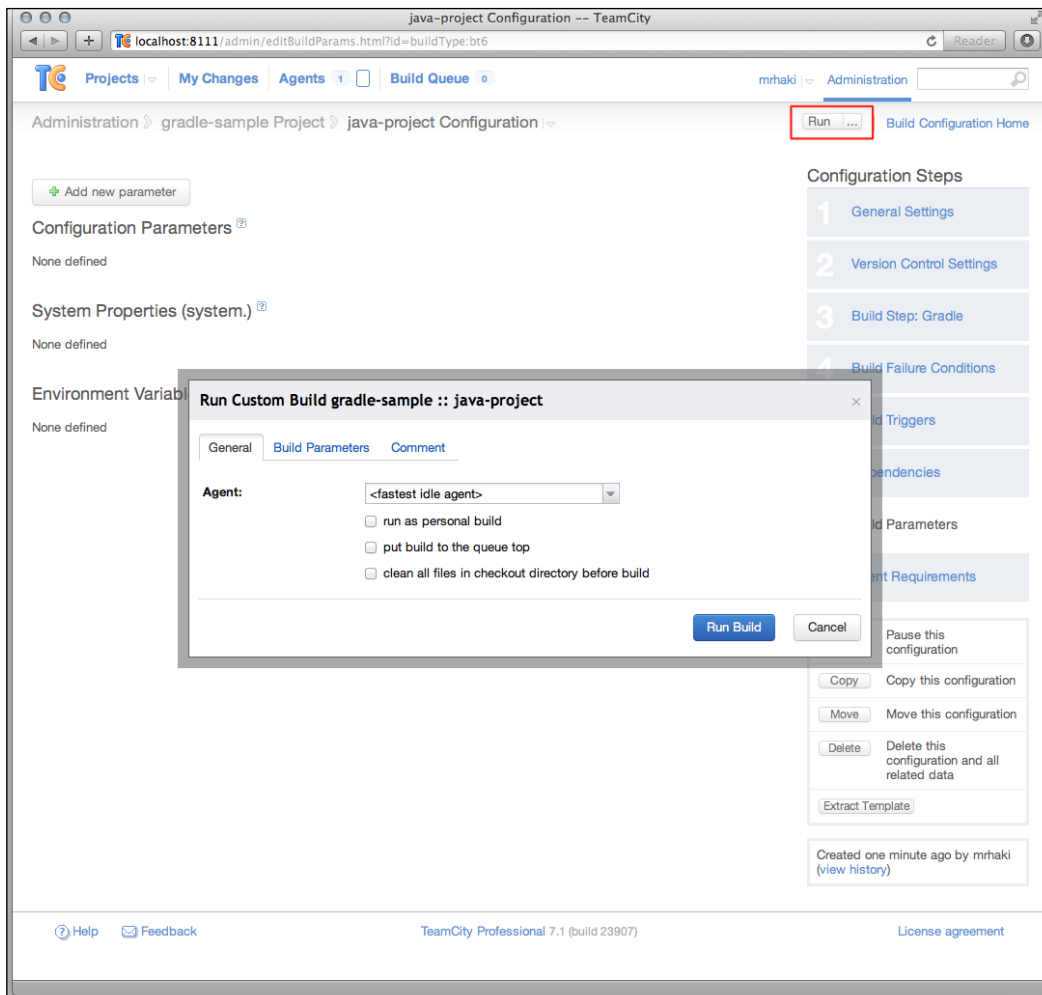 java-project Configuration -- TeamCity
localhost:8111/admin/editBuildParams.html?id=buildType:bt6
Reader
TC Projects My Changes Agents 1 Build Queue 0 mrhaki Administration
Administration gradle-sample Project java-project Configuration Run ... Build Configuration Home
Configuration Steps
Add new parameter
1 General Settings
Configuration Parameters ?
None defined
2 Version Control Settings
System Properties (system.) ?
3 Build Step: Gradle
None defined
4 Build Failure Conditions
Environment Variabl
None defined
Run Custom Build gradle-sample :: java-project ×
ld Triggers
General Build Parameters Comment
pendencies
Agent: <fastest idle agent>
run as personal build
ld Parameters
put build to the queue top
clean all files in checkout directory before build
ent Requirements
Run Build Cancel
Pause this
configuration
Copy Copy this configuration
Move Move this configuration
Delete Delete this
configuration and all
related data
Extract Template
Created one minute ago by mrhaki
(view history)
? Help Feedback TeamCity Professional 7.1 (build 23907) License agreement